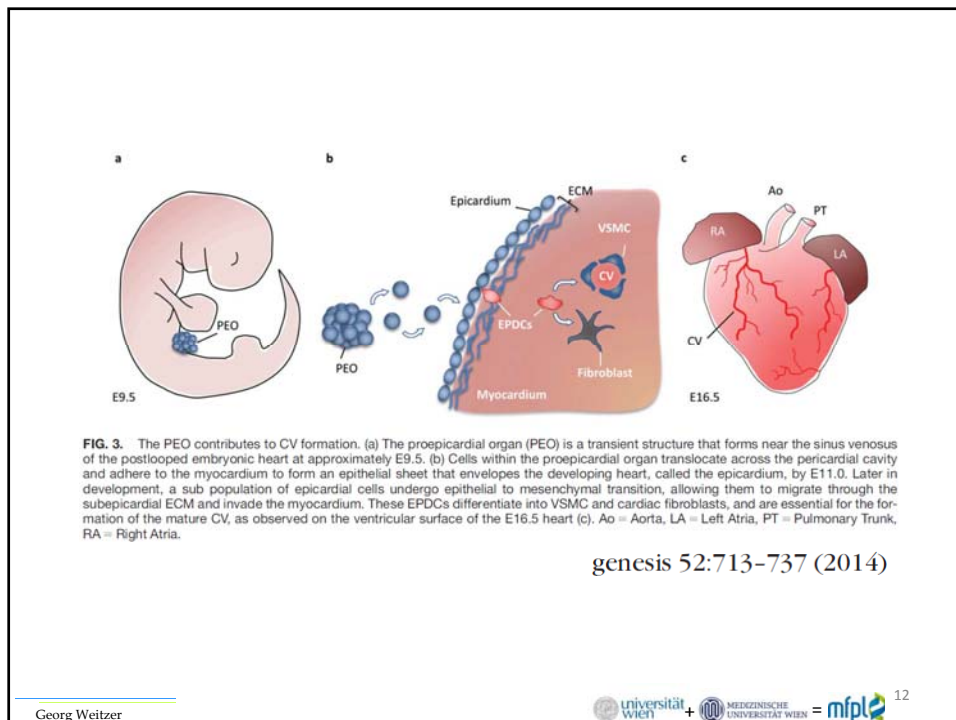 a
b
c
Epicardium
ECM
VSMC
CV
EPDCs
PEO
Fibroblast
Myocardium
PEO
E9.5
Ao
PT
RA
LA
CV
E16.5
FIG. 3. The PEO contributes to CV formation. (a) The proepicardial organ (PEO) is a transient structure that forms near the sinus venosus
of the postlooped embryonic heart at approximately E9.5. (b) Cells within the proepicardial organ translocate across the pericardial cavity
and adhere to the myocardium to form an epithelial sheet that envelopes the developing heart, called the epicardium, by E11.0. Later in
development, a sub population of epicardial cells undergo epithelial to mesenchymal transition, allowing them to migrate through the
subepicardial ECM and invade the myocardium. These EPDCs differentiate into VSMC and cardiac fibroblasts, and are essential for the for-
mation of the mature CV, as observed on the ventricular surface of the E16.5 heart (c). Ao = Aorta, LA = Left Atria, PT = Pulmonary Trunk,
RA = Right Atria.
genesis 52:713–737 (2014)
Georg Weitzer
universität
wien
+
MEDIZINISCHE
UNIVERSITÄT WIEN
= mfpl
12